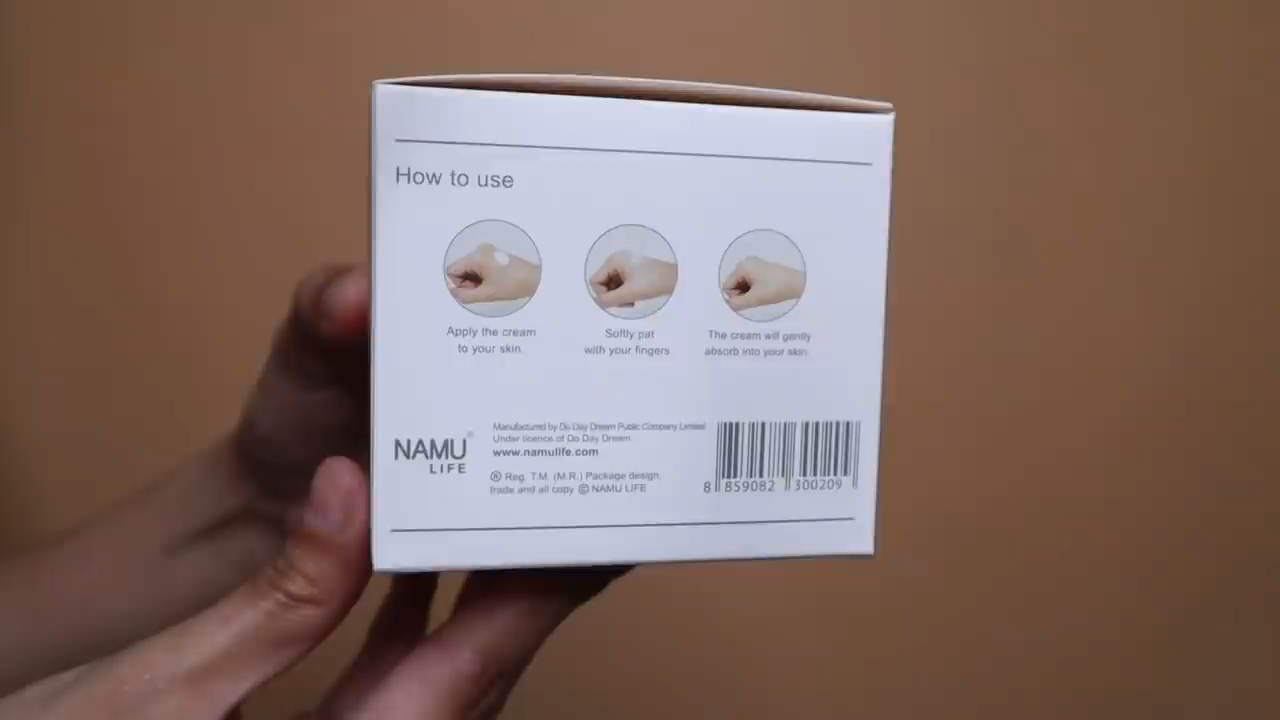 How to use
Apply the cream
to your skin.
Softly pat
with your fingers.
The cream will gently
absorb into your skin.
NAMU®
LIFE
Manufactured by Do Day Dream Public Company Limited
Under licence of Do Day Dream
www.namulife.com
® Reg. T.M. (M.R.) Package design,
trade and all copy © NAMU LIFE
8 859082 300209